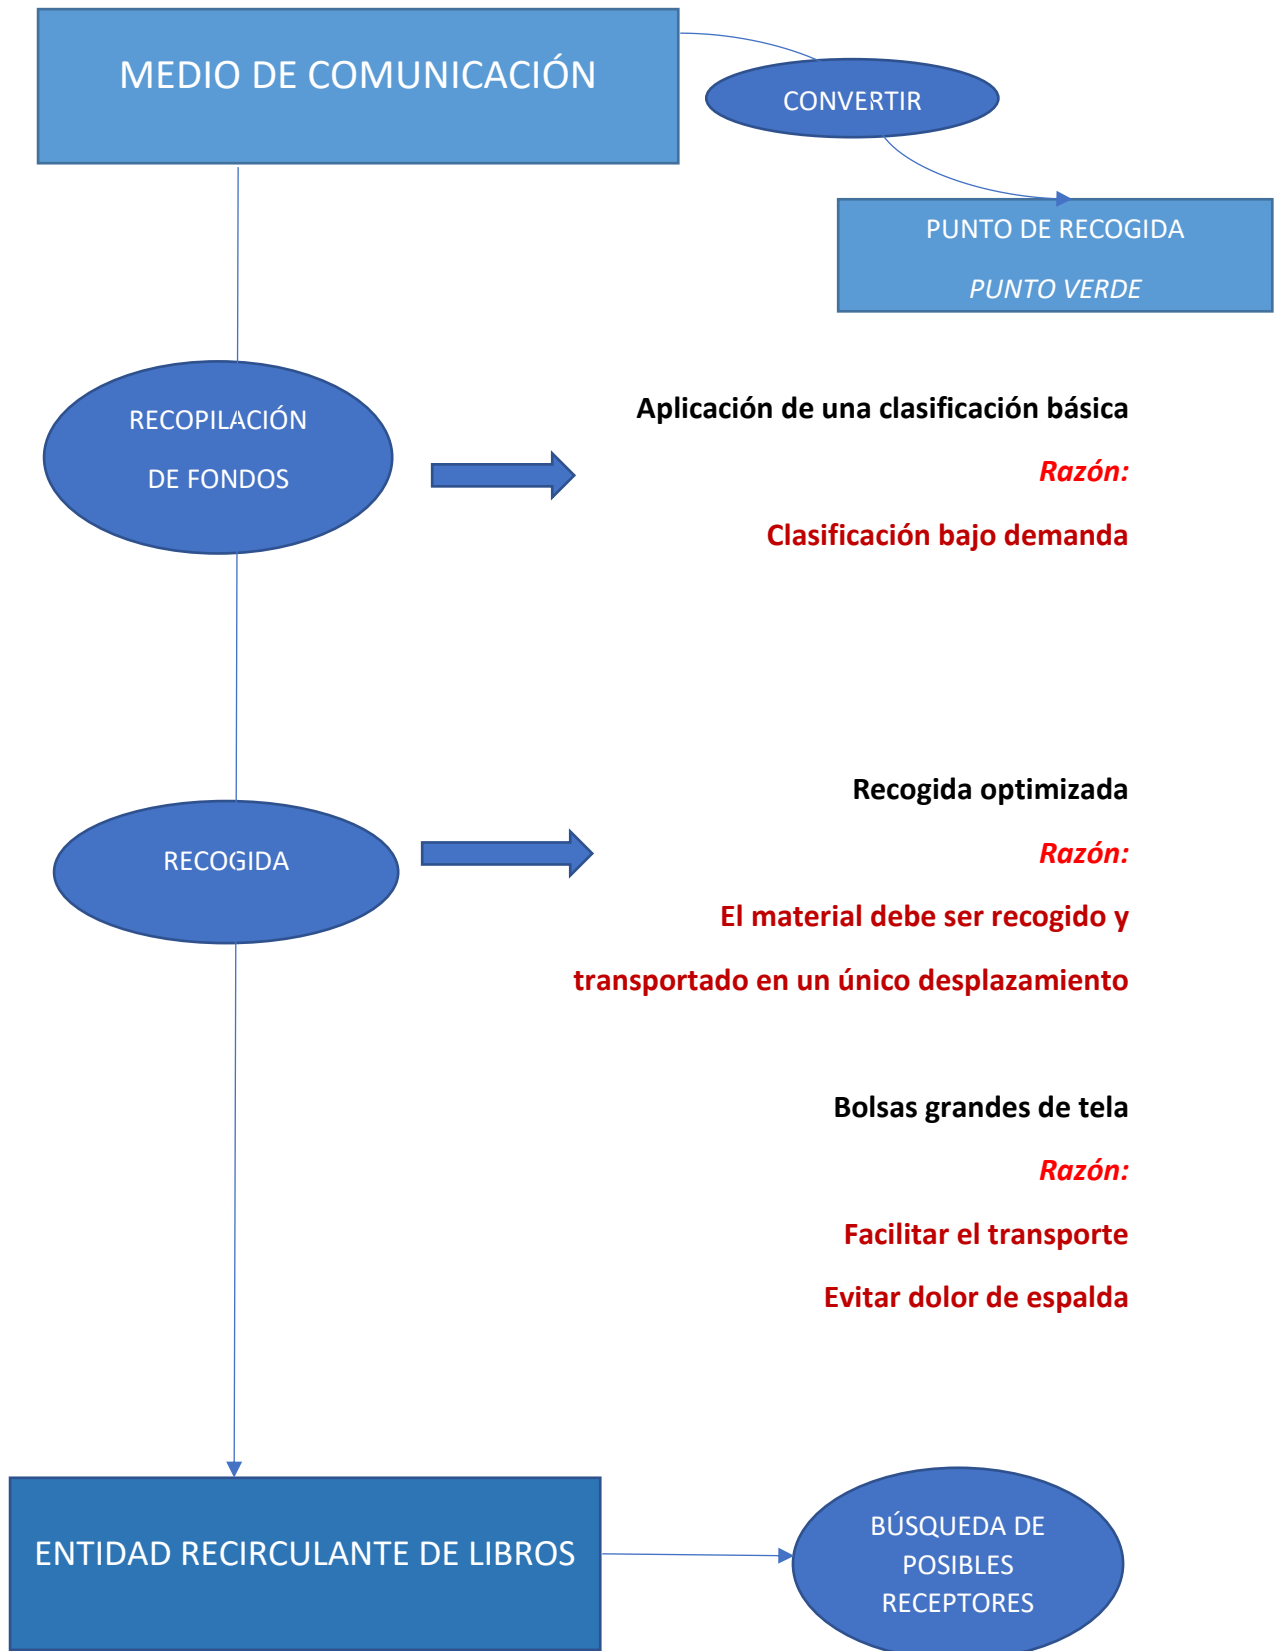 MEDIO DE COMUNICACIÓN
CONVERTIR
PUNTO DE RECOGIDA
PUNTO VERDE
RECOPILACIÓN
DE FONDOS
Aplicación de una clasificación básica
Razón:
Clasificación bajo demanda
RECOGIDA
Recogida optimizada
Razón:
El material debe ser recogido y
transportado en un único desplazamiento
Bolsas grandes de tela
Razón:
Facilitar el transporte
Evitar dolor de espalda
ENTIDAD RECIRCULANTE DE LIBROS
BÚSQUEDA DE
POSIBLES
RECEPTORES